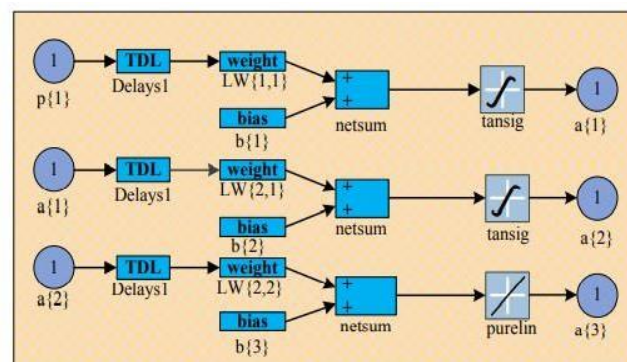 1 TDL weight + + 1
p{1} Delays1 LW{1,1} netsum tansig a{1}
bias
b{1}
1 TDL weight + + 1
a{1} Delays1 LW{2,1} netsum tansig a{2}
bias
b{2}
1 TDL weight + + 1
a{2} Delays1 LW{2,2} netsum purelin a{3}
bias
b{3}